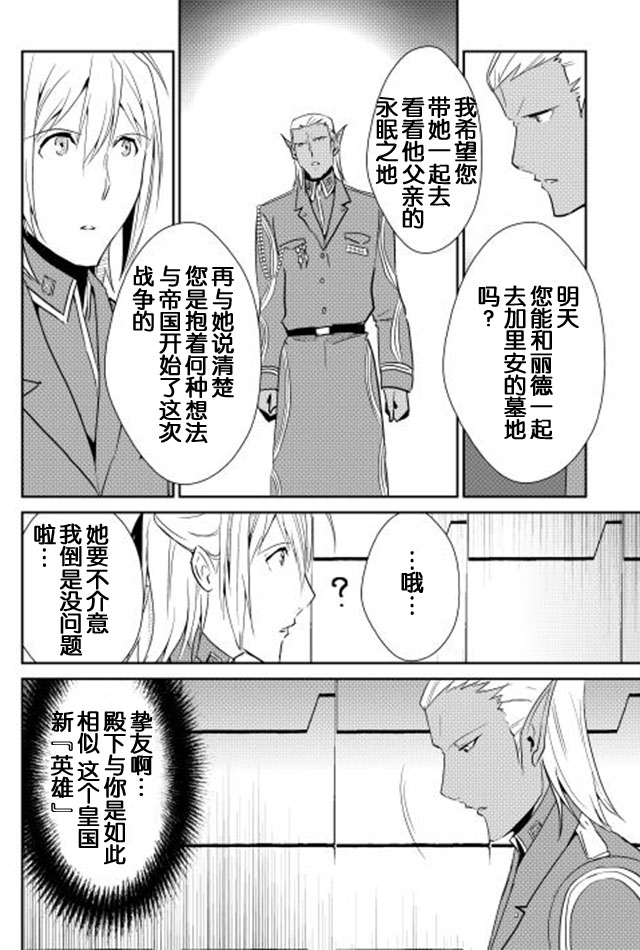 明天
您能和丽德一起
去加里安的墓地
吗？
我希望您
带她一起去
看看他父亲的
永眠之地
再与她说清楚
您是抱着何种想法
与帝国开始了这次
战争的
…哦…
？
她要不介意
我倒是没问题
啦…
挚友啊…
殿下与你是如此
相似 这个皇国
新『英雄』